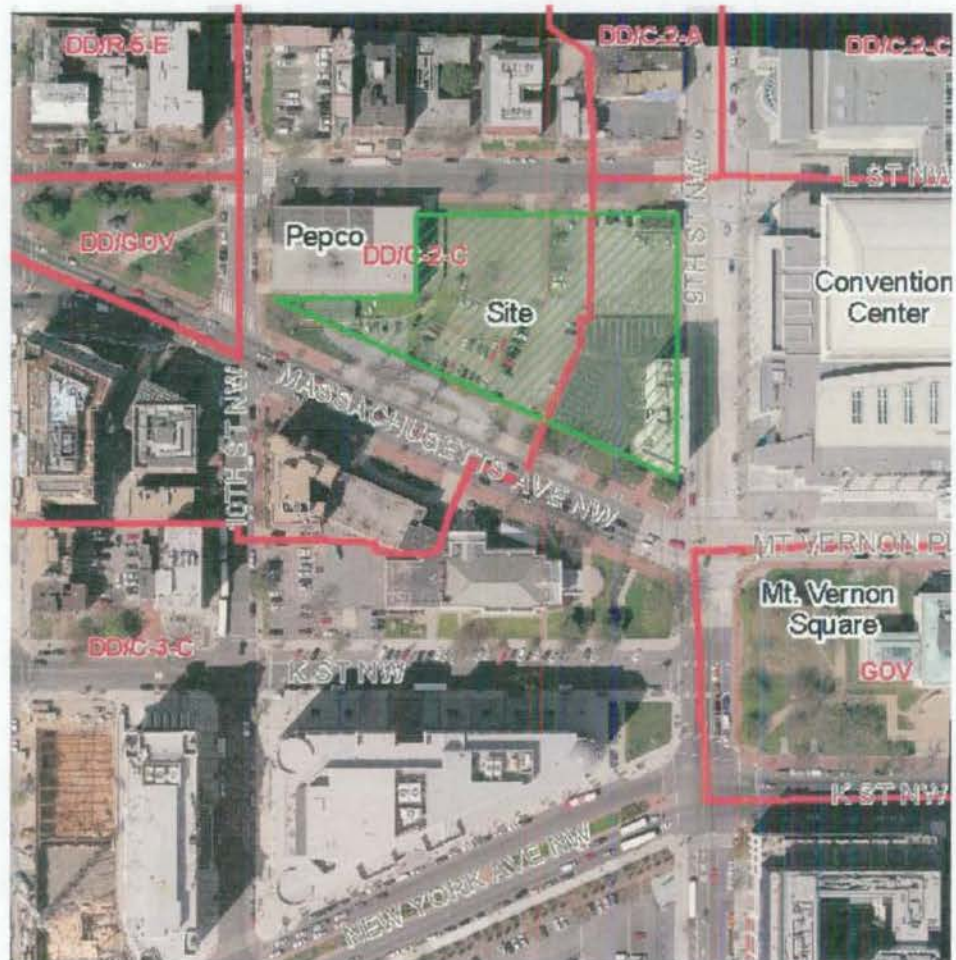 DD/R-5-E
DD/C-2-A
DD/C-2-C
L ST NW
9TH ST NW
DD/GOV
Pepco
DD/C-2-C
Site
Convention
Center
10TH ST NW
MASSACHUSETTS AVE NW
MT VERNON PL
Mt. Vernon
Square
GOV
DD/C-3-C
K ST NW
K ST NW
NEW YORK AVE NW